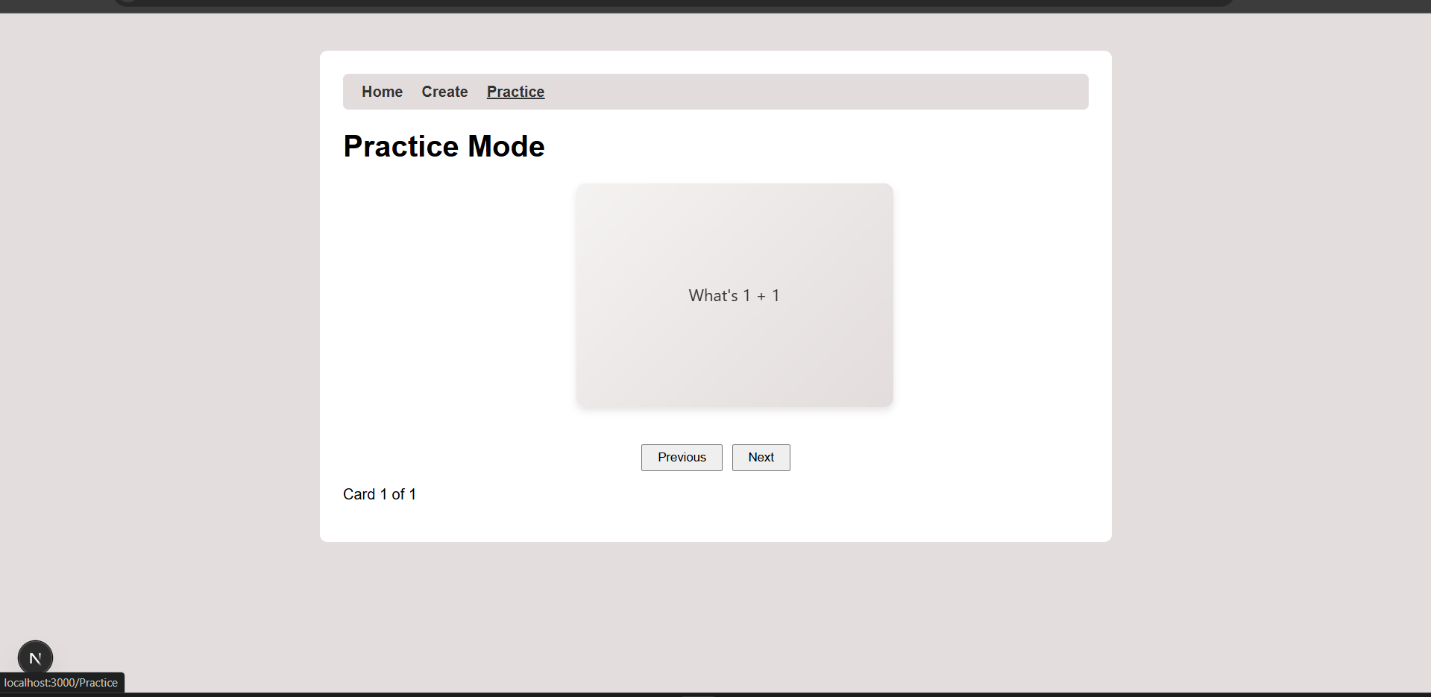 Home Create Practice
Practice Mode
What's 1 + 1
Previous Next
Card 1 of 1
N
localhost:3000/Practice